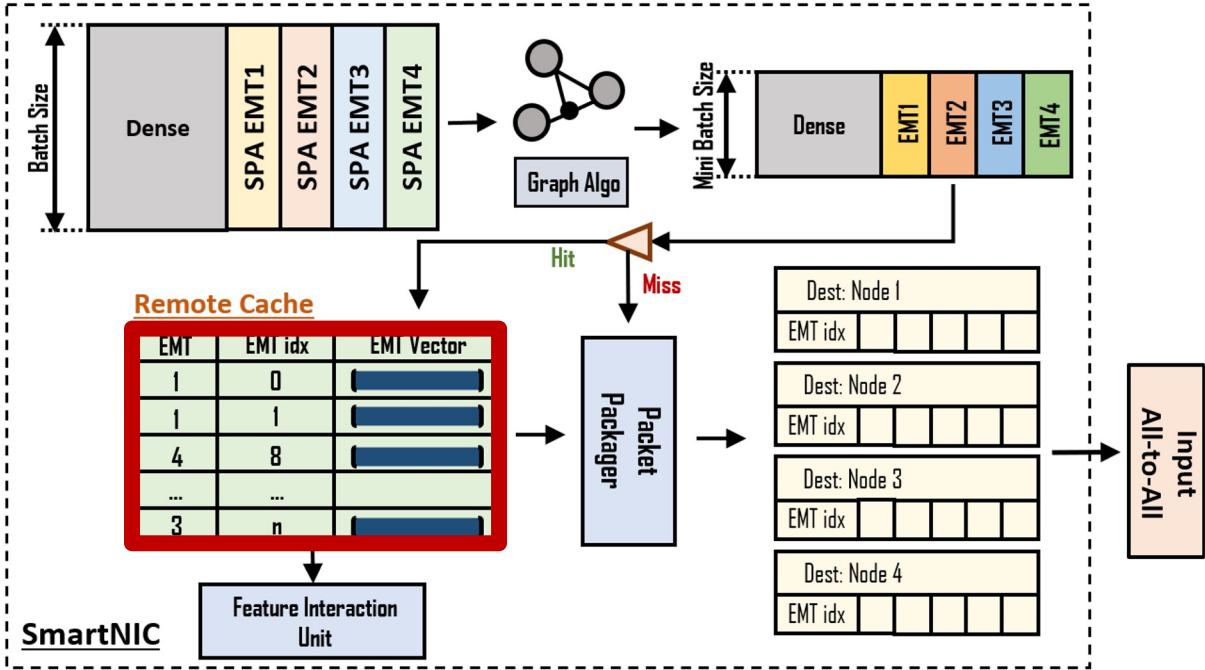 Batch Size
Dense
SPA EMT1
SPA EMT2
SPA EMT3
SPA EMT4
Graph Algo
Mini Batch Size
Dense
EMT1
EMT2
EMT3
EMT4
Hit
Miss
Remote Cache
EMT EMT idx EMT Vector
1 0
1 1
4 8
... ...
3 n
Feature Interaction
Unit
Packet
Packager
Dest: Node 1
EMT idx
Dest: Node 2
EMT idx
Dest: Node 3
EMT idx
Dest: Node 4
EMT idx
Input
All-to-All
SmartNIC